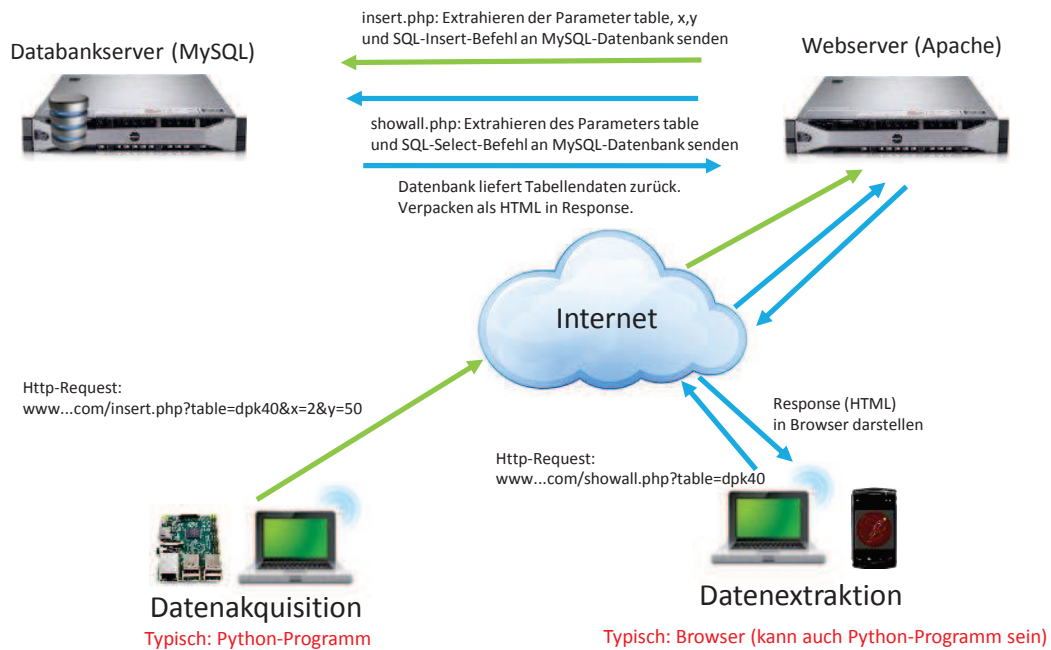 insert.php: Extrahieren der Parameter table, x,y
und SQL-Insert-Befehl an MySQL-Datenbank senden
Databankserver (MySQL)
Webserver (Apache)
showall.php: Extrahieren des Parameters table
und SQL-Select-Befehl an MySQL-Datenbank senden
Datenbank liefert Tabellendaten zurück.
Verpacken als HTML in Response.
Internet
Http-Request:
www...com/insert.php?table=dpk40&x=2&y=50
Response (HTML)
in Browser darstellen
Http-Request:
www...com/showall.php?table=dpk40
Datenakquisition
Typisch: Python-Programm
Datenextraktion
Typisch: Browser (kann auch Python-Programm sein)